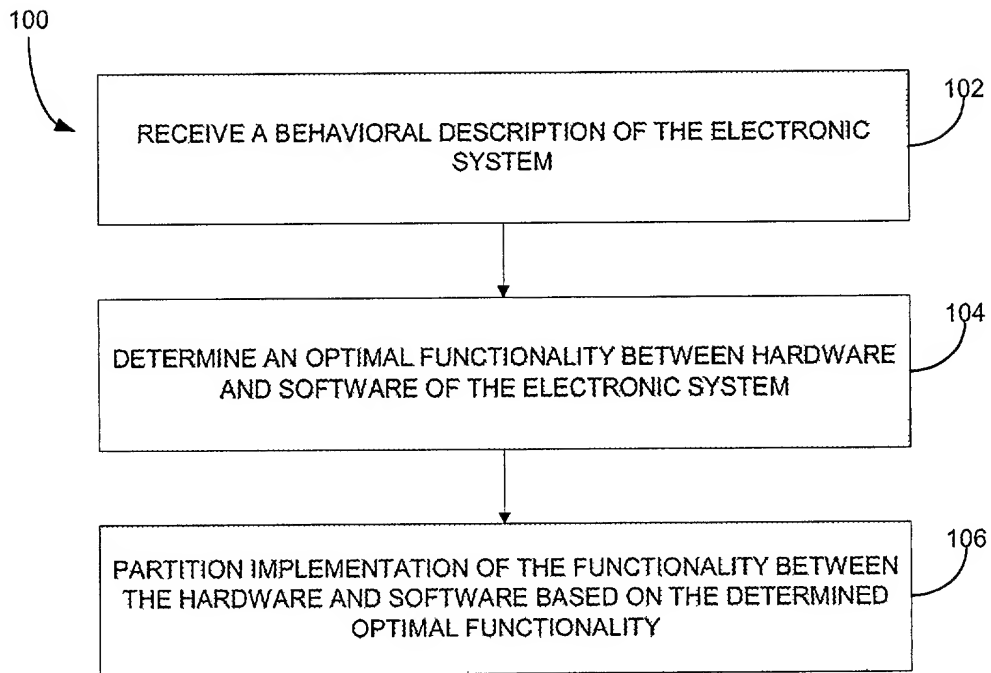 100
102
RECEIVE A BEHAVIORAL DESCRIPTION OF THE ELECTRONIC
SYSTEM
104
DETERMINE AN OPTIMAL FUNCTIONALITY BETWEEN HARDWARE
AND SOFTWARE OF THE ELECTRONIC SYSTEM
106
PARTITION IMPLEMENTATION OF THE FUNCTIONALITY BETWEEN
THE HARDWARE AND SOFTWARE BASED ON THE DETERMINED
OPTIMAL FUNCTIONALITY